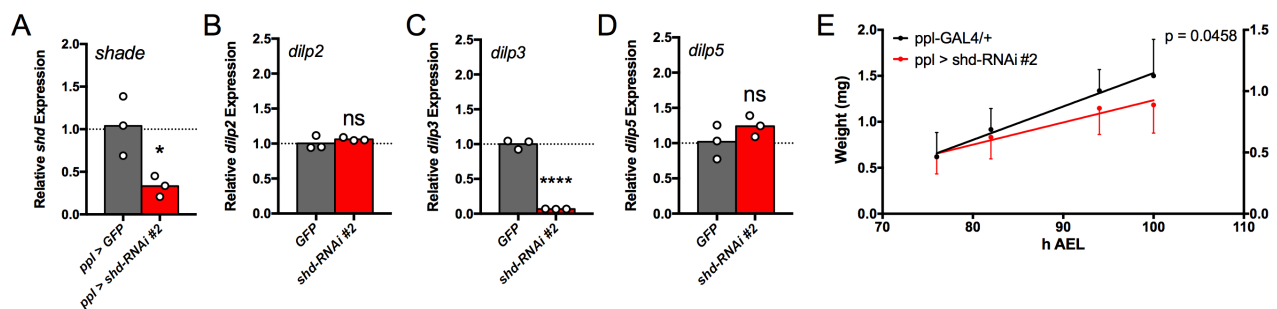 A
shade
Relative shd Expression
2.0
1.5
1.0
0.5
0.0
*
ppl > GFP
ppl > shd-RNAi #2
B
dilp2
Relative dilp2 Expression
2.5
2.0
1.5
1.0
0.5
0.0
ns
GFP
shd-RNAi #2
C
dilp3
Relative dilp3 Expression
2.5
2.0
1.5
1.0
0.5
0.0
****
GFP
shd-RNAi #2
D
dilp5
Relative dilp5 Expression
2.5
2.0
1.5
1.0
0.5
0.0
ns
GFP
shd-RNAi #2
E
ppl-GAL4/+
ppl > shd-RNAi #2
p = 0.0458
Weight (mg)
2.0
1.5
1.0
0.5
0.0
1.5
1.0
0.5
0.0
70
80
90
100
110
h AEL